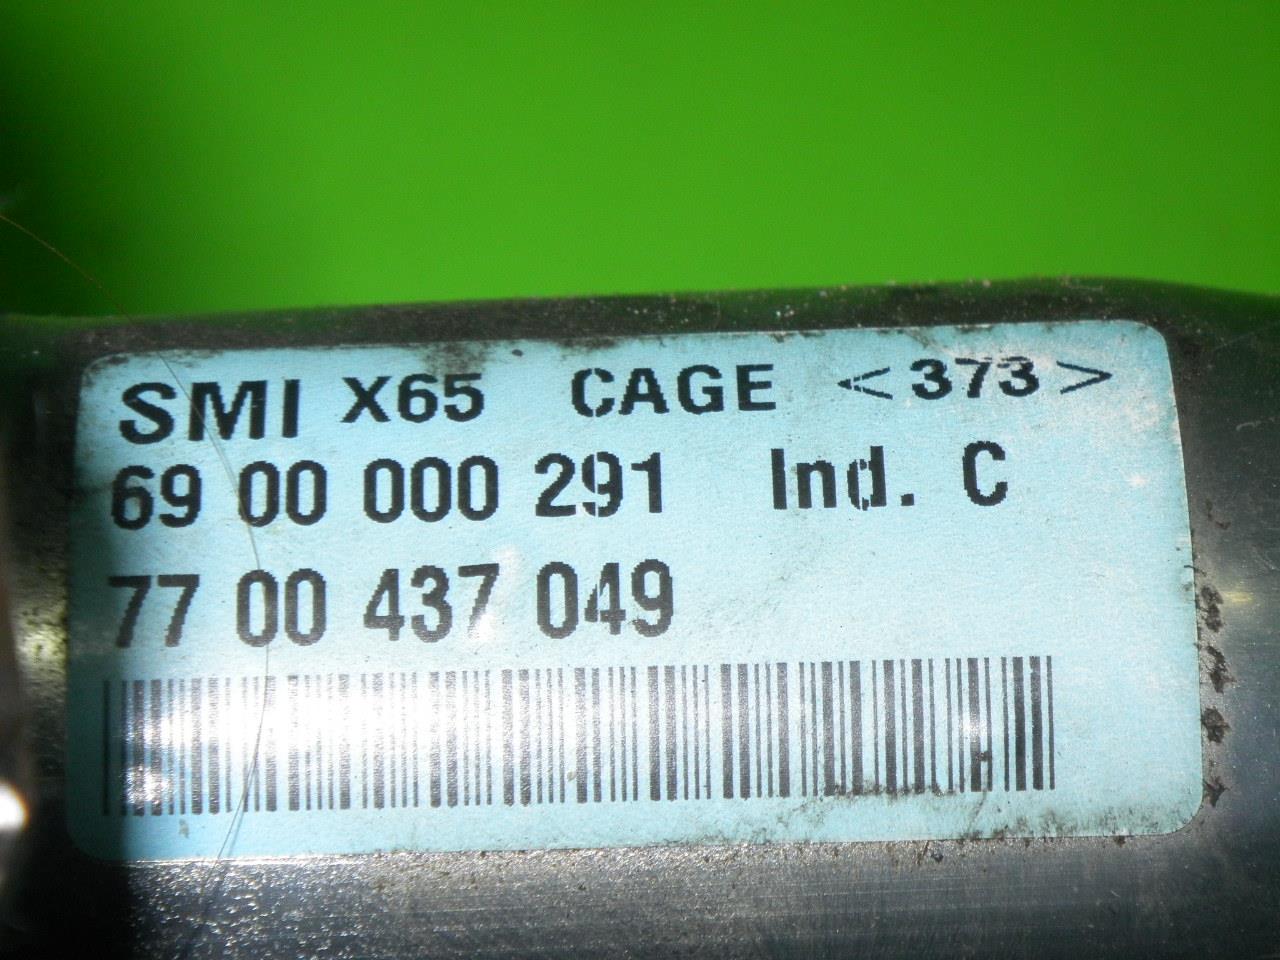 SMI X65 CAGE <373>
69 00 000 291 Ind. C
77 00 437 049